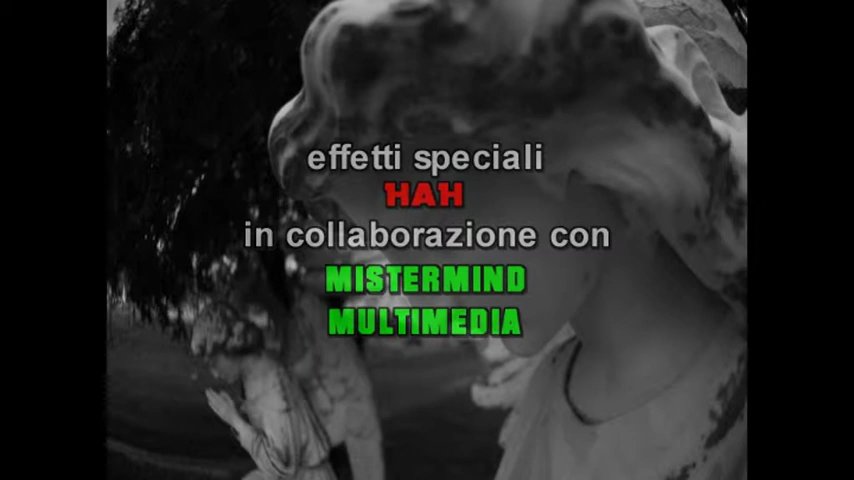 effetti speciali
HAH
in collaborazione con
MISTERMIND
MULTIMEDIA